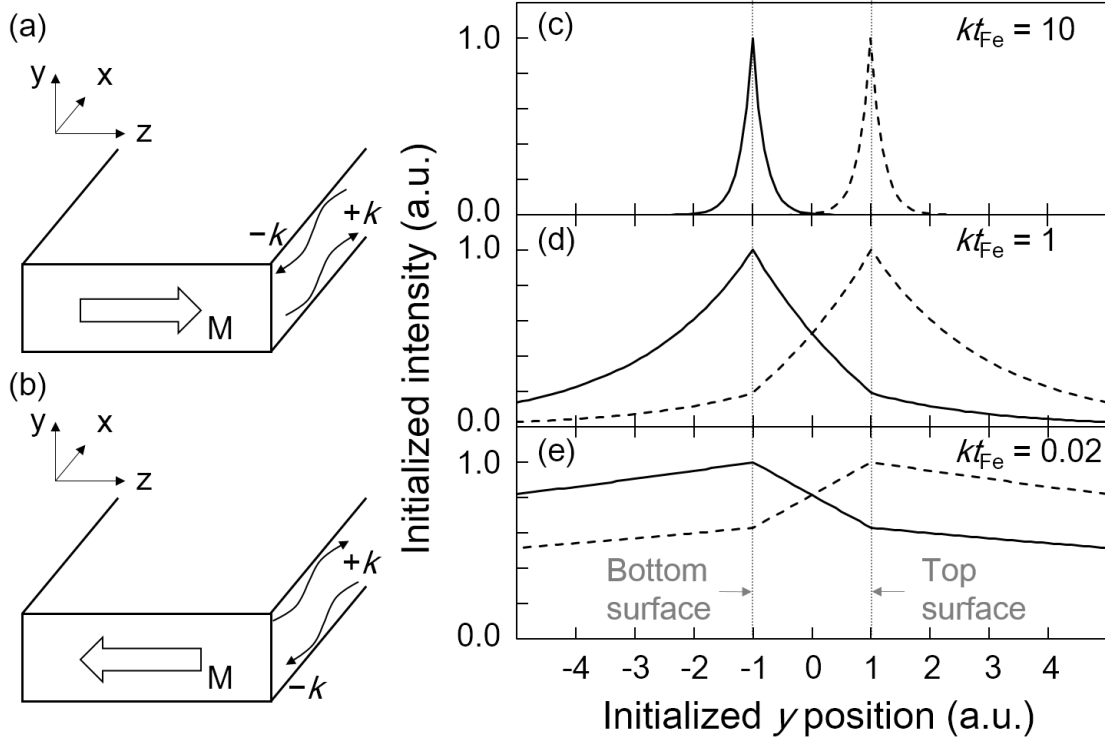 (a)
y
x
z
−k
+k
M
(b)
y
x
z
+k
−k
M
Initialized intensity (a.u.)
(c)
ktFe = 10
1.0
0.0
(d)
ktFe = 1
1.0
0.0
(e)
ktFe = 0.02
1.0
0.0
Bottom
surface
Top
surface
-4 -3 -2 -1 0 1 2 3 4
Initialized y position (a.u.)